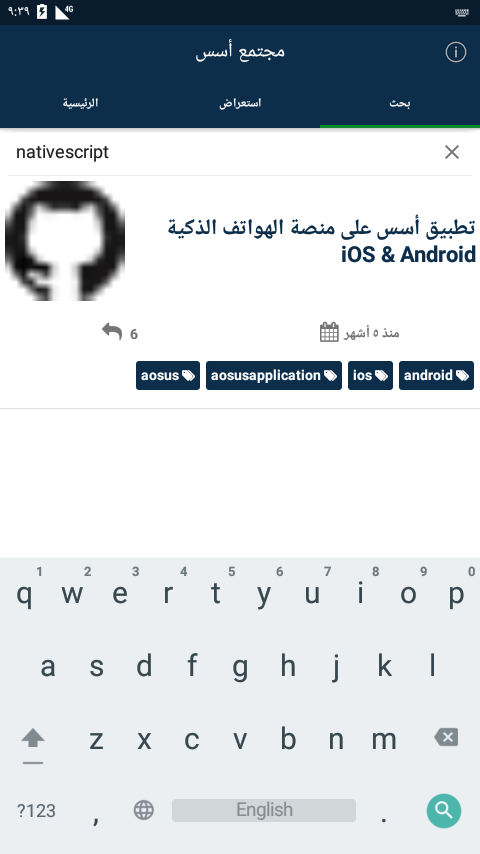 ٩:٣٩ 4G
مجتمع أسس
بحث استعراض الرئيسية
nativescript
تطبيق أسس على منصة الهواتف الذكية
iOS & Android
منذ ٥ أشهر 6
aosus aosusapplication ios android
1 2 3 4 5 6 7 8 9 0
q w e r t y u i o p
a s d f g h j k l
z x c v b n m
?123 , English .